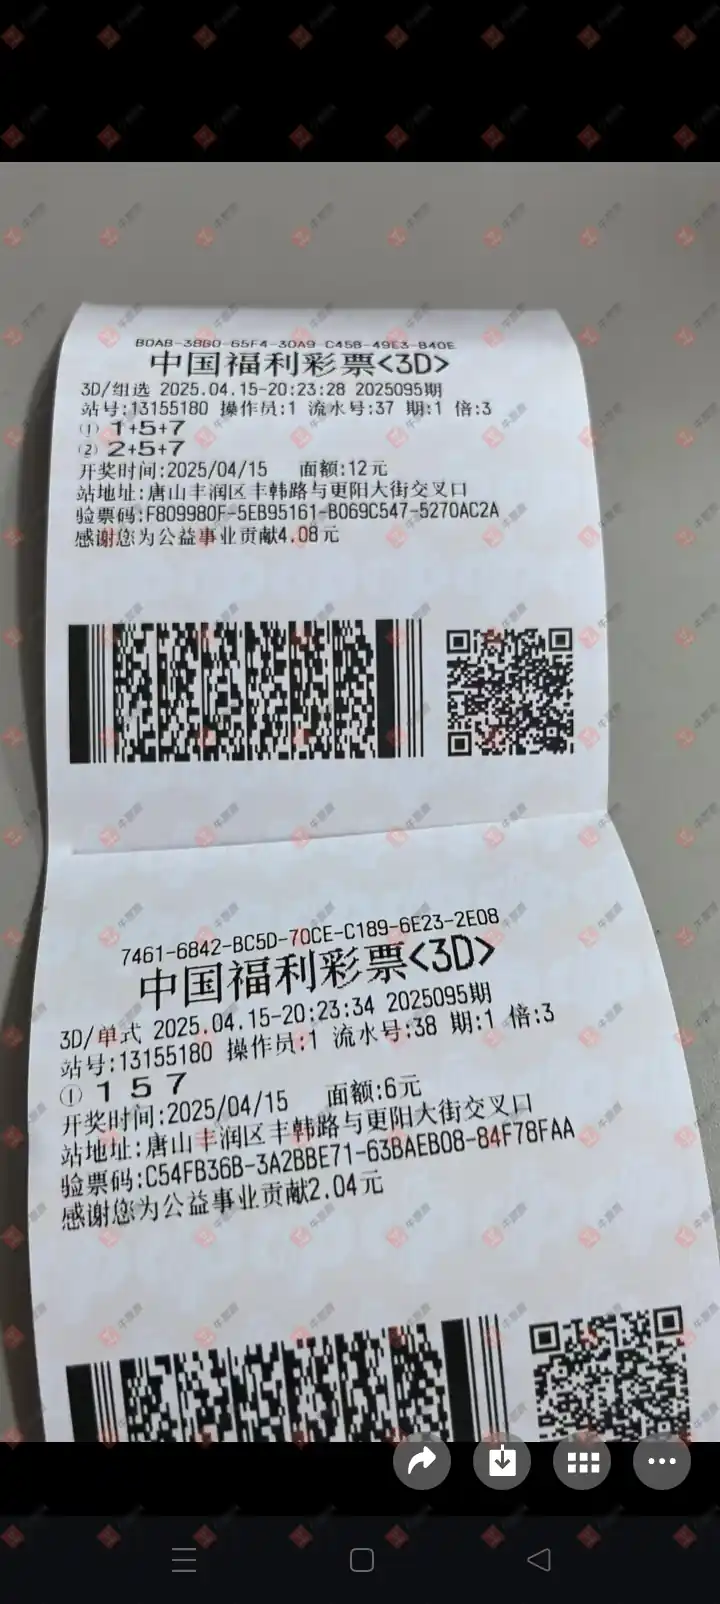 BDAB-38B0-65F4-30A9-C45B-49E3-B40E
中国福利彩票<3D>
3D/组选 2025.04.15-20:23:28 2025095期
站号:13155180 操作员:1 流水号:37 期:1 倍:3
① 1+5+7
② 2+5+7
开奖时间:2025/04/15 面额:12元
站地址:唐山丰润区丰韩路与更阳大街交叉口
验票码:F809980F-5EB95161-B069C547-5270AC2A
感谢您为公益事业贡献4.08元
7461-6842-BC5D-70CE-C189-6E23-2E08
中国福利彩票<3D>
3D/单式 2025.04.15-20:23:34 2025095期
站号:13155180 操作员:1 流水号:38 期:1 倍:3
① 1 5 7
开奖时间:2025/04/15 面额:6元
站地址:唐山丰润区丰韩路与更阳大街交叉口
验票码:C54FB36B-3A2BBE71-63BAEB08-84F78FAA
感谢您为公益事业贡献2.04元